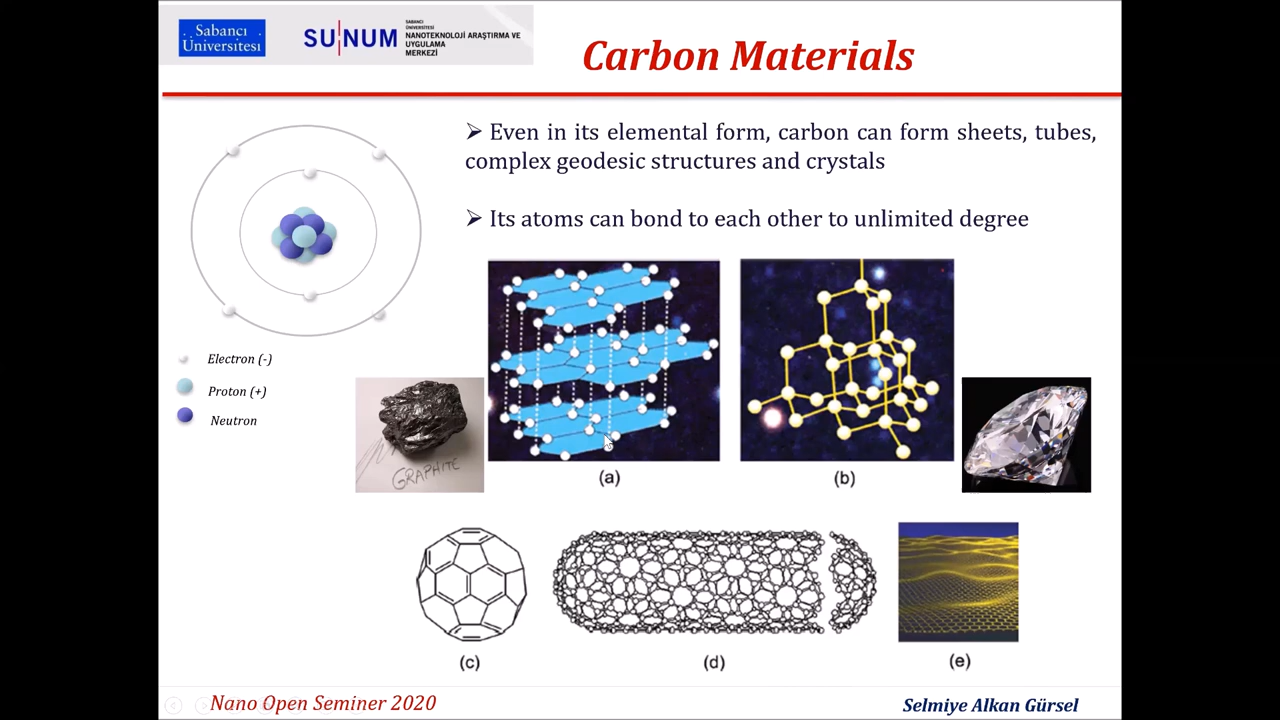 Sabancı
Üniversitesi
SUNUM
SABANCI
ÜNİVERSİTESİ
NANOTEKNOLOJİ ARAŞTIRMA VE
UYGULAMA
MERKEZİ
Carbon Materials
➢ Even in its elemental form, carbon can form sheets, tubes,
complex geodesic structures and crystals
➢ Its atoms can bond to each other to unlimited degree
Electron (-)
Proton (+)
Neutron
GRAPHITE
(a)
(b)
(c)
(d)
(e)
Nano Open Seminer 2020
Selmiye Alkan Gürsel